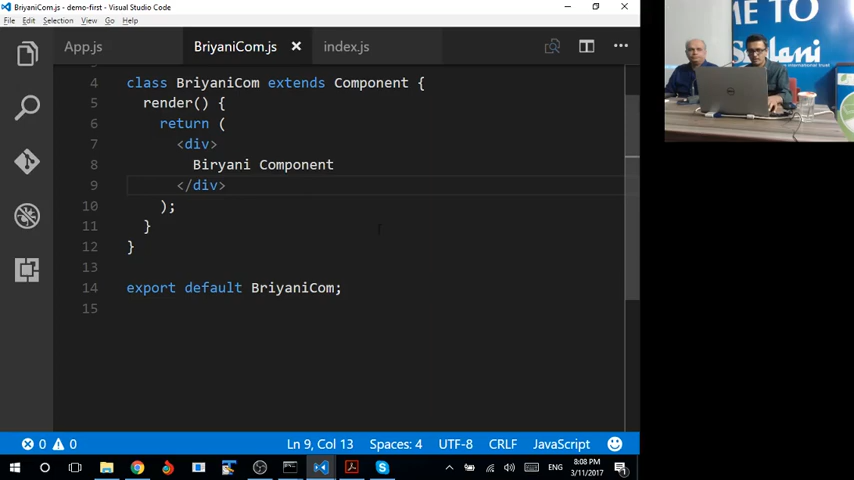 BriyaniCom.js - demo-first - Visual Studio Code
File Edit Selection View Go Help
App.js BriyaniCom.js × index.js
4 class BriyaniCom extends Component {
5 render() {
6 return (
7 <div>
8 Biryani Component
9 </div>
10 );
11 }
12 }
13
14 export default BriyaniCom;
15
0 0 Ln 9, Col 13 Spaces: 4 UTF-8 CRLF JavaScript
ENG 8:08 PM
3/11/2017
ME TO
DELL